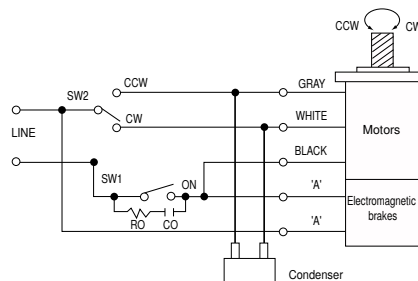 CCW
CW
CCW
GRAY
SW2
CW
WHITE
Motors
LINE
BLACK
SW1
ON
'A'
Electromagnetic
brakes
RO
CO
'A'
Condenser